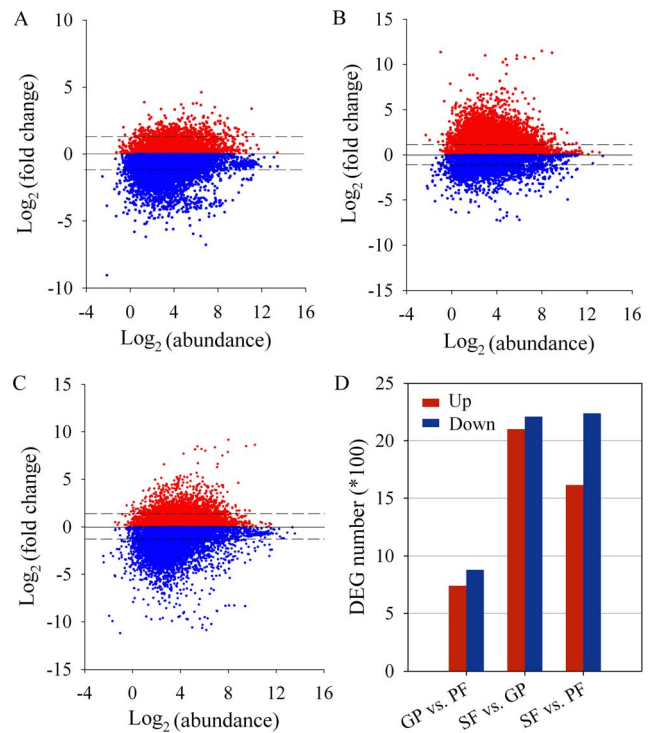 A
10
5
0
-5
-10
-4 0 4 8 12 16
Log2 (fold change)
Log2 (abundance)
B
15
10
5
0
-5
-10
-15
-4 0 4 8 12 16
Log2 (fold change)
Log2 (abundance)
C
15
10
5
0
-5
-10
-15
-4 0 4 8 12 16
Log2 (fold change)
Log2 (abundance)
D
25
22
15
10
5
0
Up
Down
DEG number (*100)
GP vs. PF
SF vs. GP
SF vs. PF